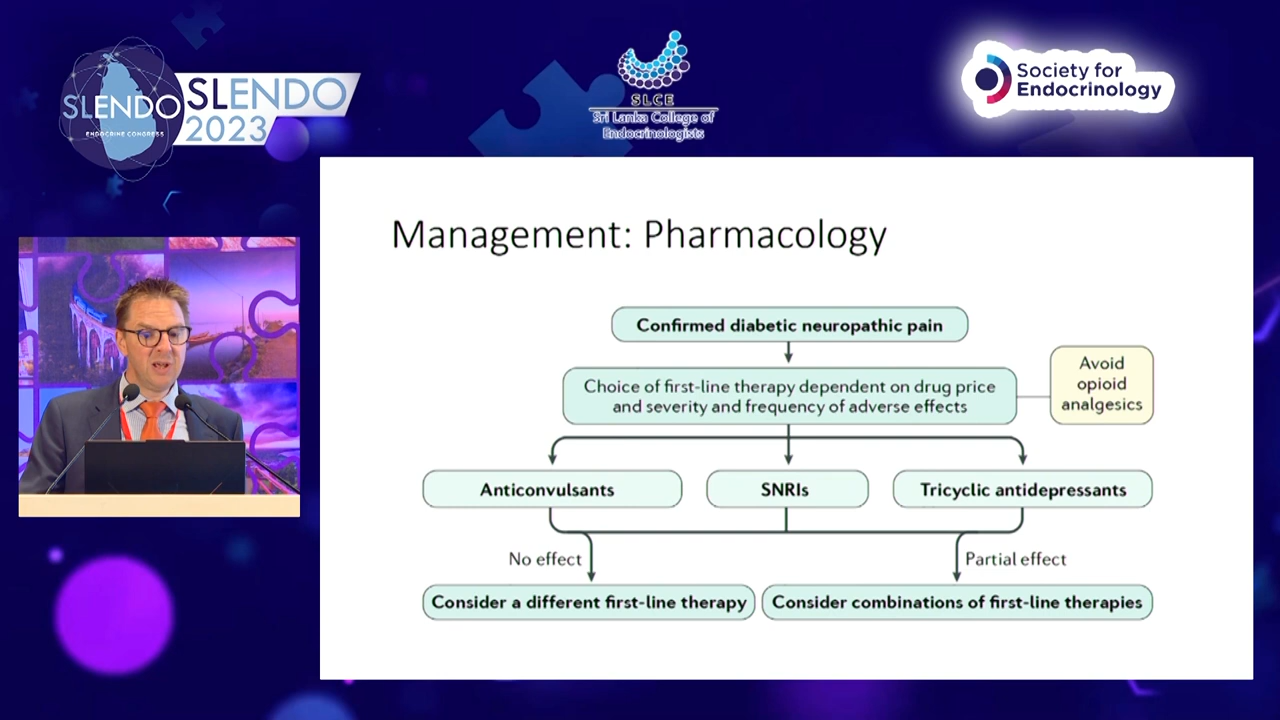 SLENDO
ENDOCRINE CONGRESS
SLENDO
2023
SLCE
Sri Lanka College of
Endocrinologists
Society for
Endocrinology
Management: Pharmacology
Confirmed diabetic neuropathic pain
Choice of first-line therapy dependent on drug price
and severity and frequency of adverse effects
Avoid
opioid
analgesics
Anticonvulsants
SNRIs
Tricyclic antidepressants
No effect
Partial effect
Consider a different first-line therapy
Consider combinations of first-line therapies